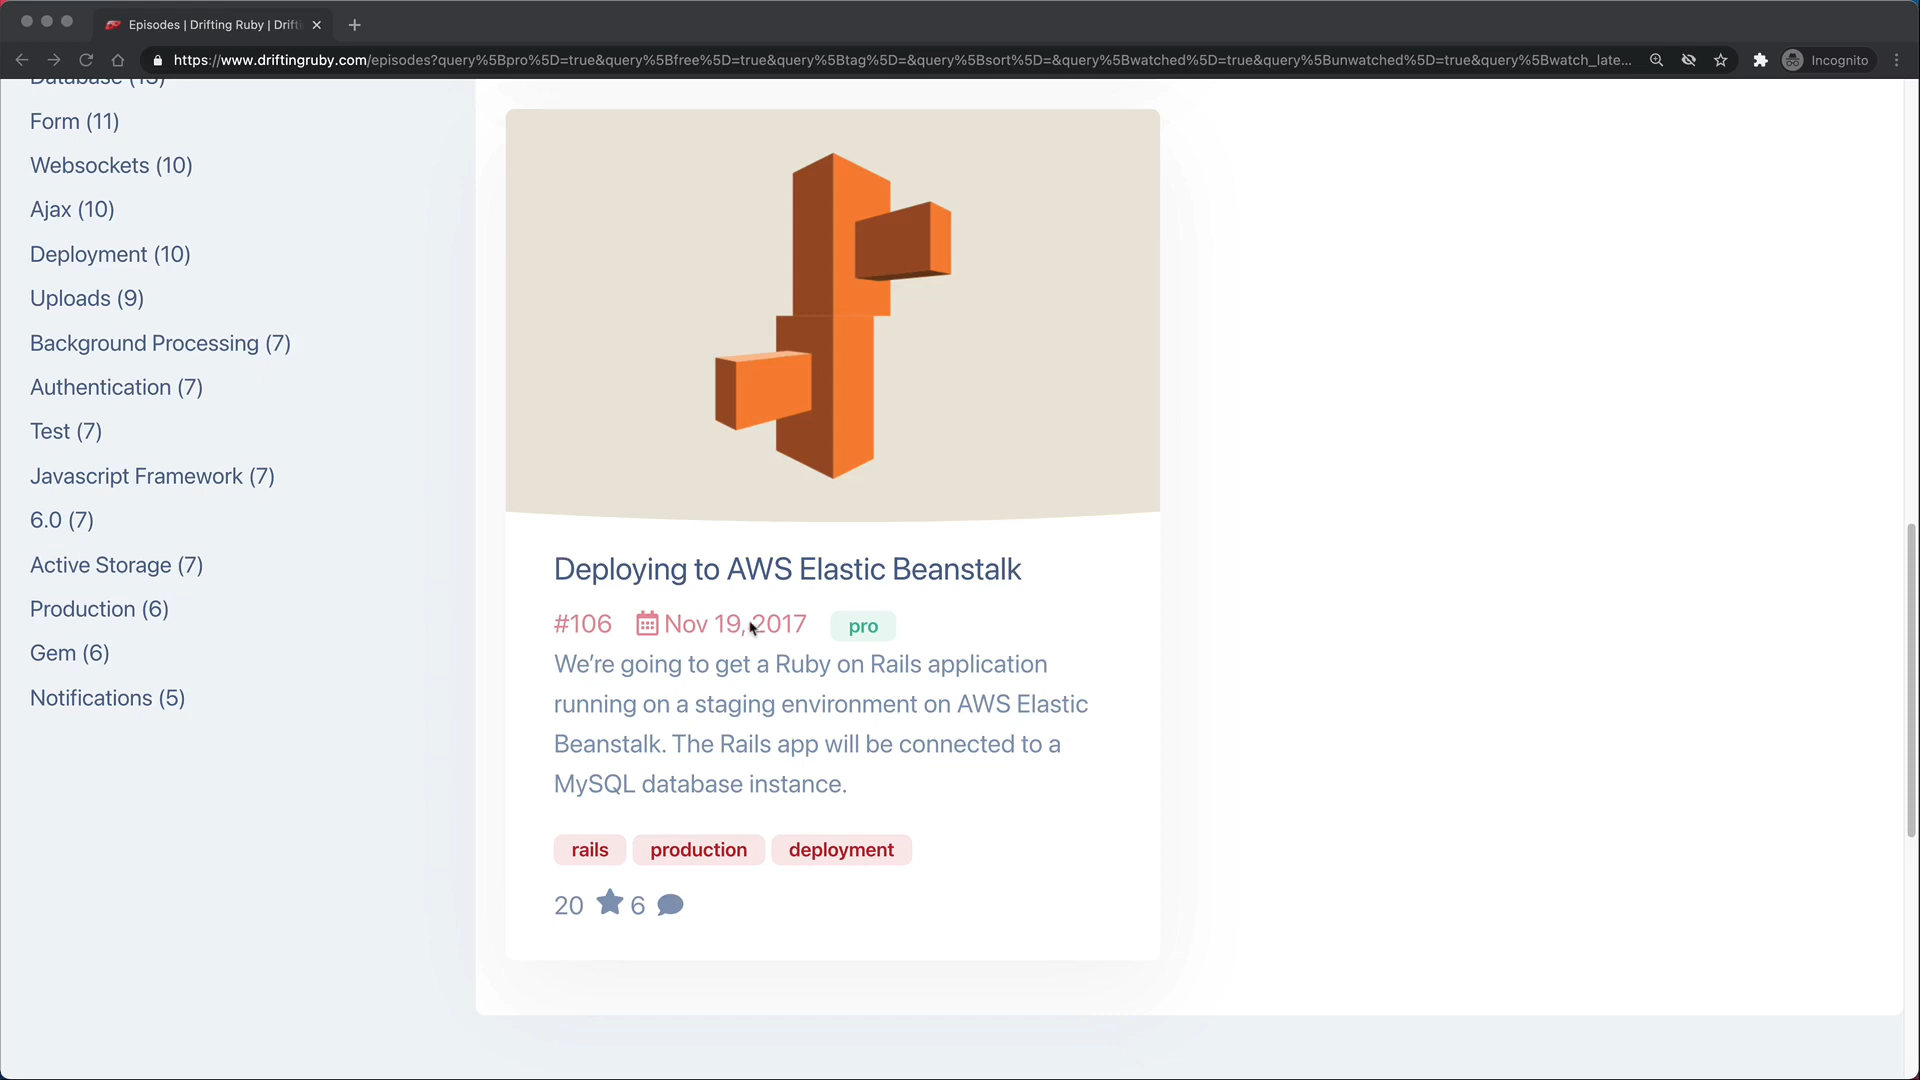 Episodes | Drifting Ruby | Drift
https://www.driftingruby.com/episodes?query%5Bpro%5D=true&query%5Bfree%5D=true&query%5Btag%5D=&query%5Bsort%5D=&query%5Bwatched%5D=true&query%5Bunwatched%5D=true&query%5Bwatch_late...
Incognito
Database (13)
Form (11)
Websockets (10)
Ajax (10)
Deployment (10)
Uploads (9)
Background Processing (7)
Authentication (7)
Test (7)
Javascript Framework (7)
6.0 (7)
Active Storage (7)
Production (6)
Gem (6)
Notifications (5)
Deploying to AWS Elastic Beanstalk
#106 Nov 19, 2017 pro
We’re going to get a Ruby on Rails application
running on a staging environment on AWS Elastic
Beanstalk. The Rails app will be connected to a
MySQL database instance.
rails production deployment
20 6